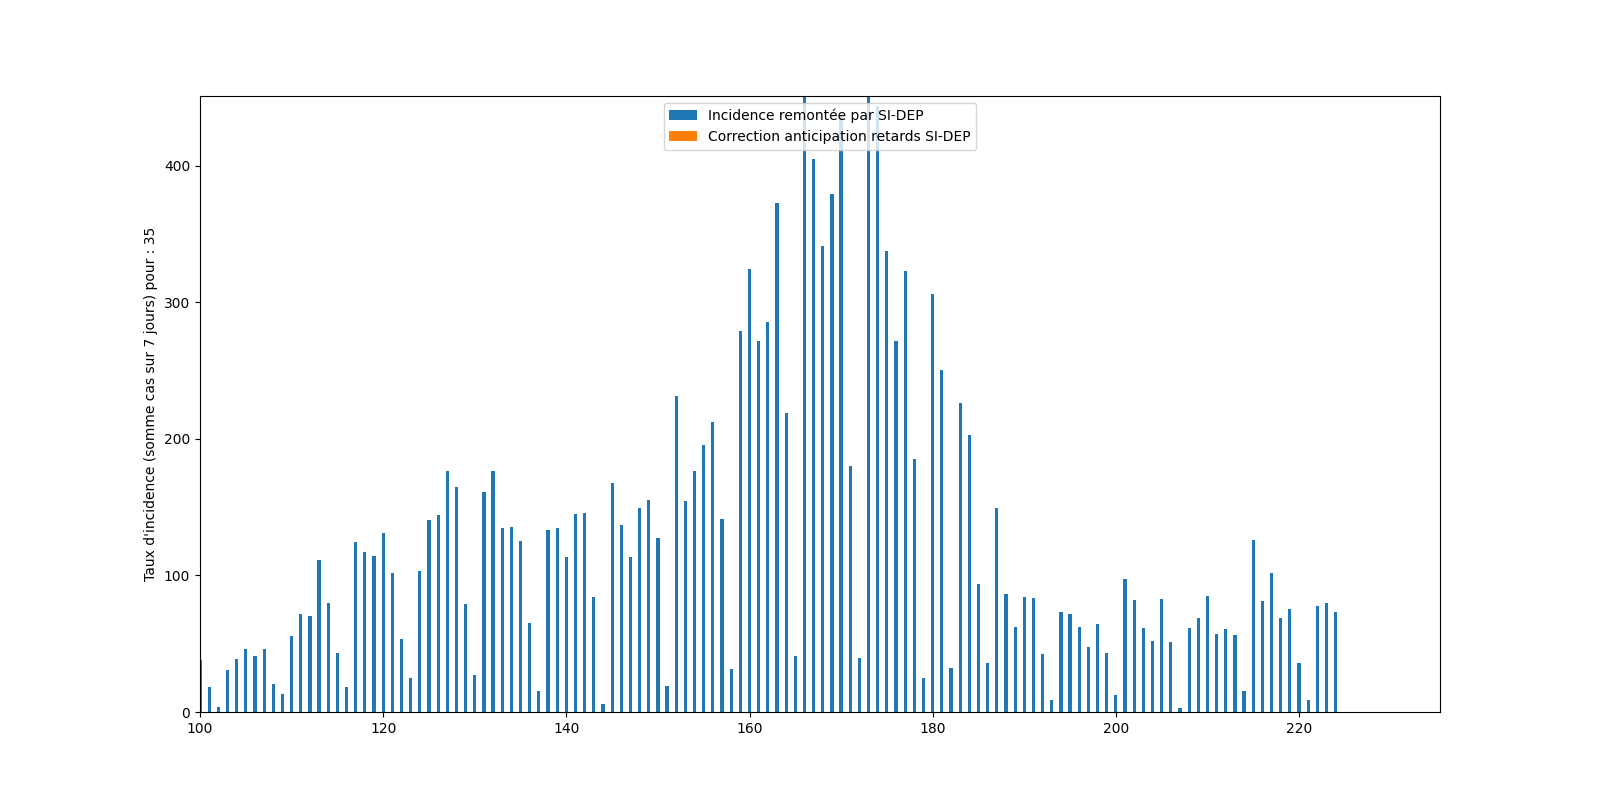 Incidence remontée par SI-DEP
Correction anticipation retards SI-DEP
Taux d'incidence (somme cas sur 7 jours) pour : 35
400
300
200
100
0
100 120 140 160 180 200 220